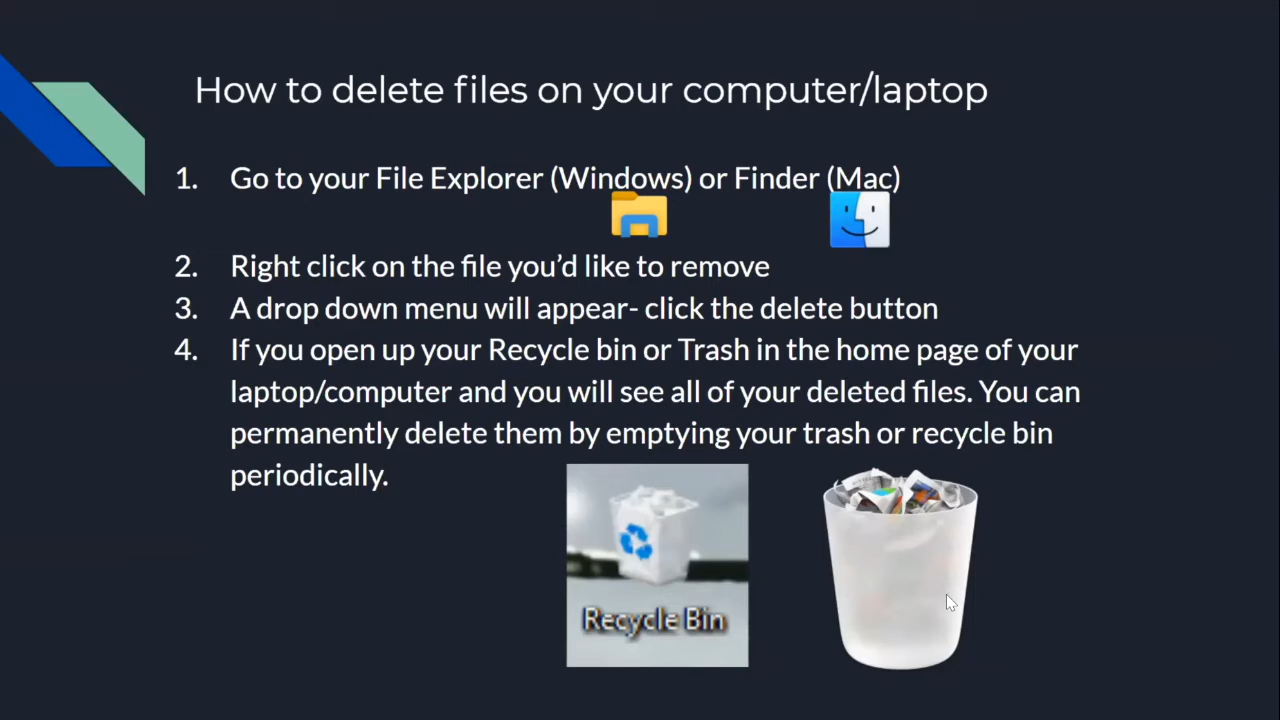 How to delete files on your computer/laptop
1. Go to your File Explorer (Windows) or Finder (Mac)
2. Right click on the file you’d like to remove
3. A drop down menu will appear- click the delete button
4. If you open up your Recycle bin or Trash in the home page of your
laptop/computer and you will see all of your deleted files. You can
permanently delete them by emptying your trash or recycle bin
periodically.
Recycle Bin